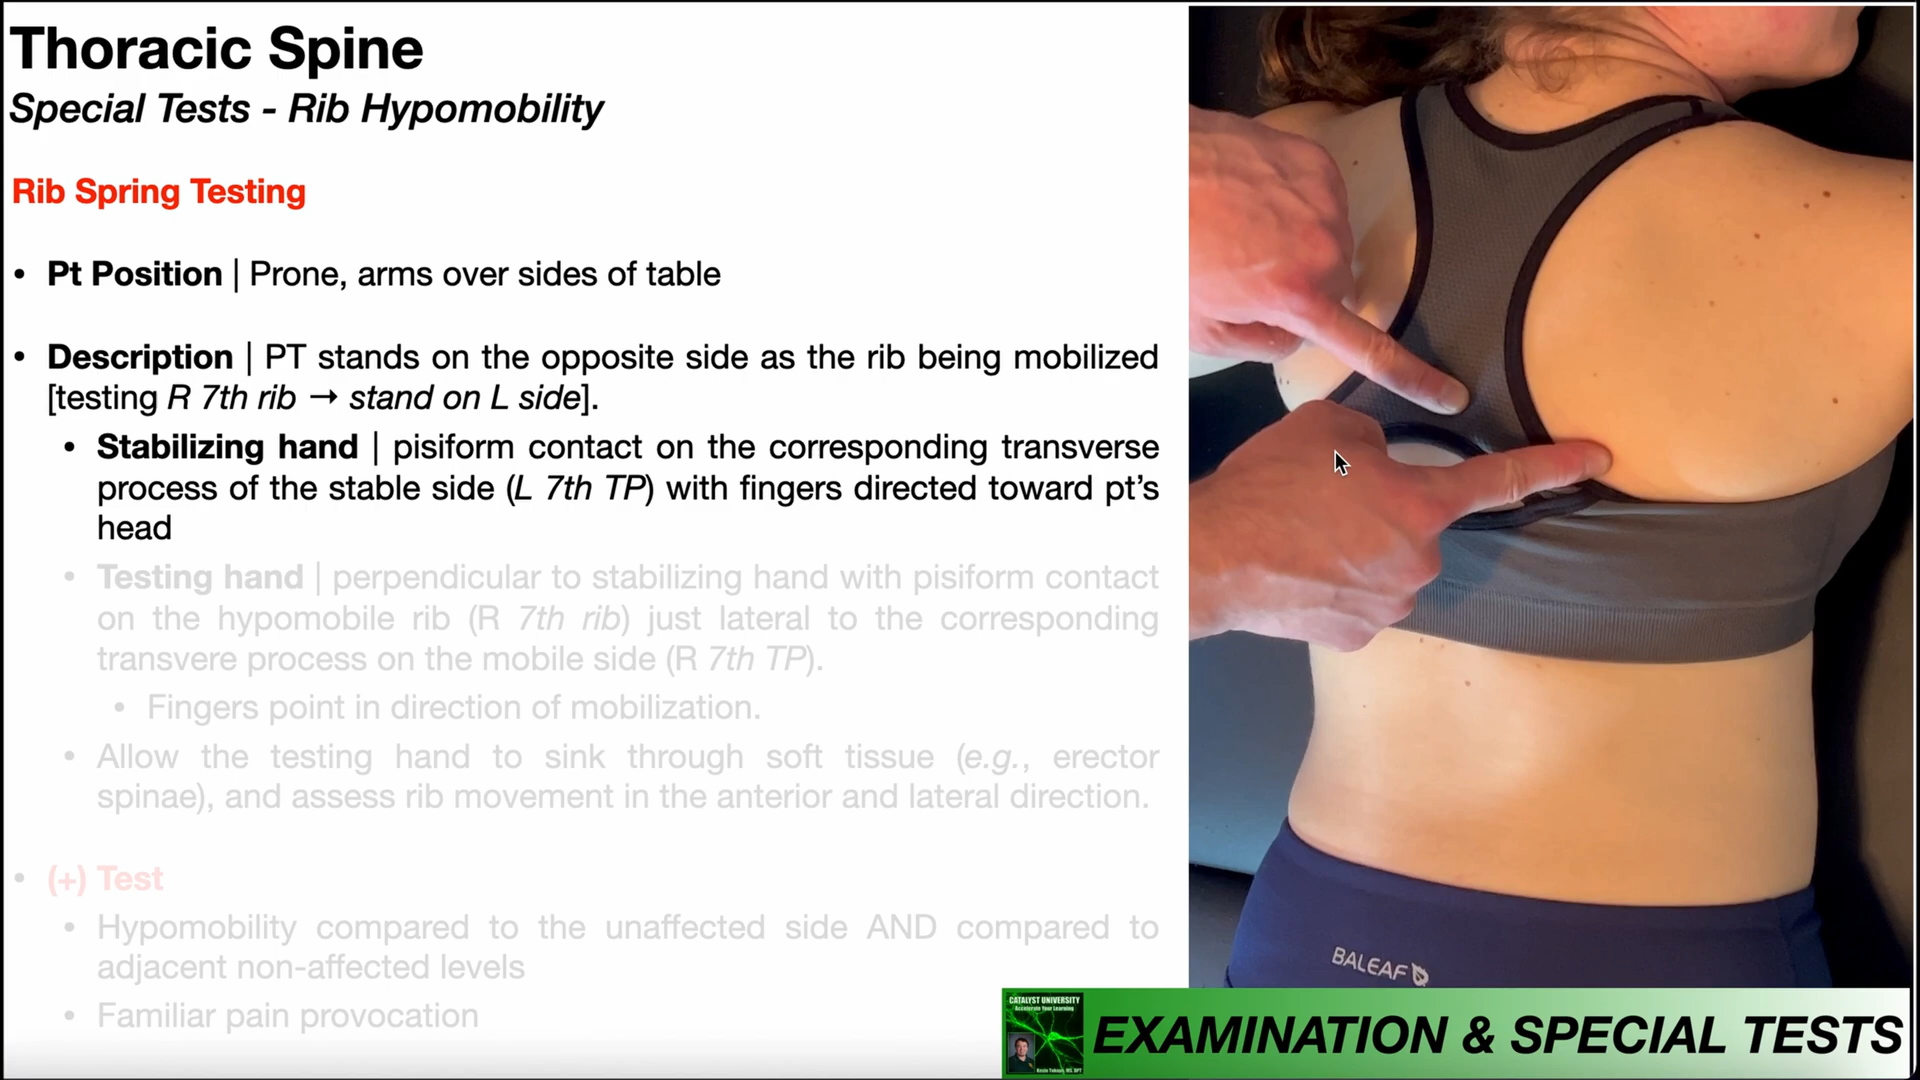 Thoracic Spine
Special Tests - Rib Hypomobility
Rib Spring Testing
• Pt Position | Prone, arms over sides of table
• Description | PT stands on the opposite side as the rib being mobilized
[testing R 7th rib → stand on L side].
• Stabilizing hand | pisiform contact on the corresponding transverse
process of the stable side (L 7th TP) with fingers directed toward pt's
head
• Testing hand | perpendicular to stabilizing hand with pisiform contact
on the hypomobile rib (R 7th rib) just lateral to the corresponding
transvere process on the mobile side (R 7th TP).
• Fingers point in direction of mobilization.
• Allow the testing hand to sink through soft tissue (e.g., erector
spinae), and assess rib movement in the anterior and lateral direction.
• (+) Test
• Hypomobility compared to the unaffected side AND compared to
adjacent non-affected levels
• Familiar pain provocation
BALEAF
CATALYST UNIVERSITY
Accelerate Your Learning
Kevin Tokoph, MS, DPT
EXAMINATION & SPECIAL TESTS